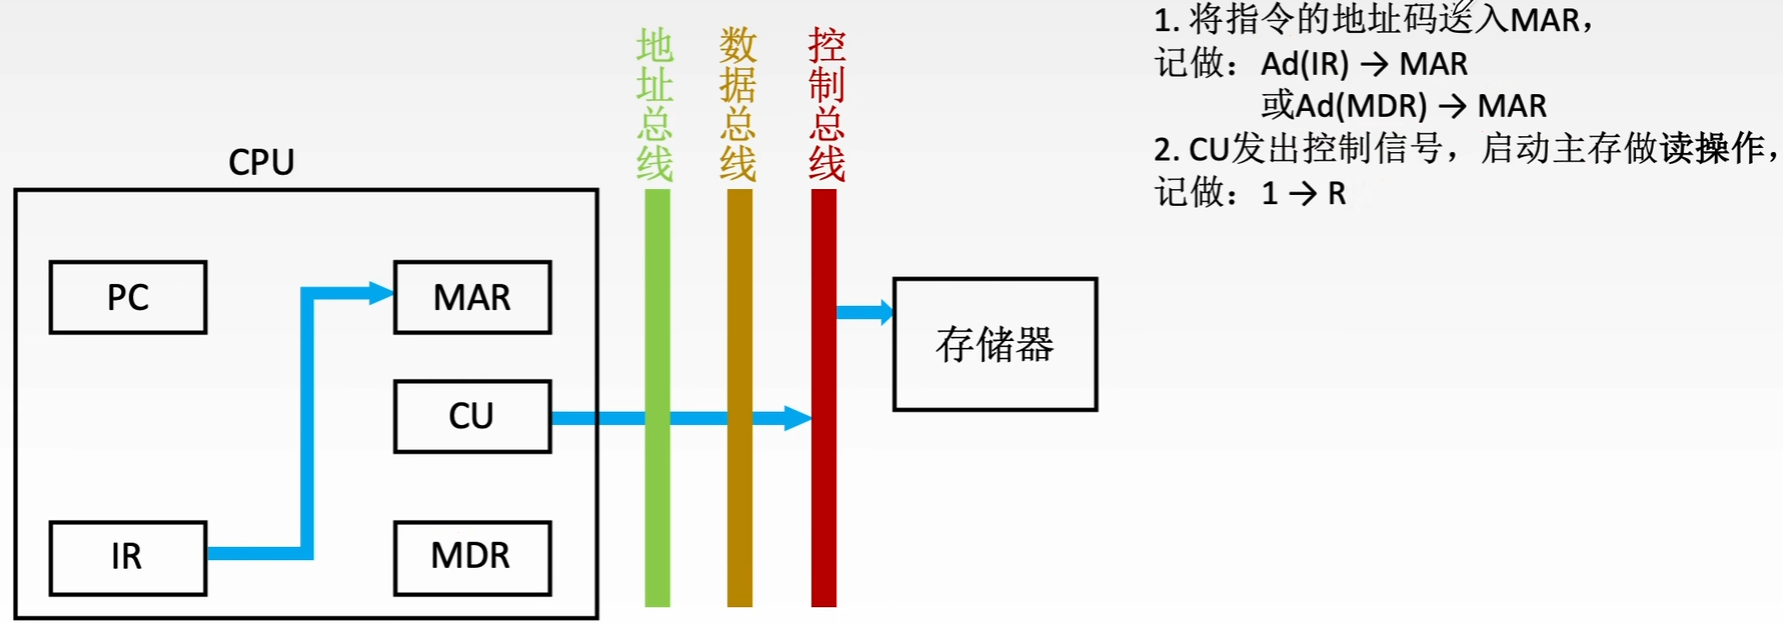 地址总线
数据总线
控制总线
1. 将指令的地址码送入MAR，
记做：Ad(IR) → MAR
或Ad(MDR) → MAR
2. CU发出控制信号，启动主存做读操作，
记做：1 → R
CPU
PC
MAR
CU
IR
MDR
存储器